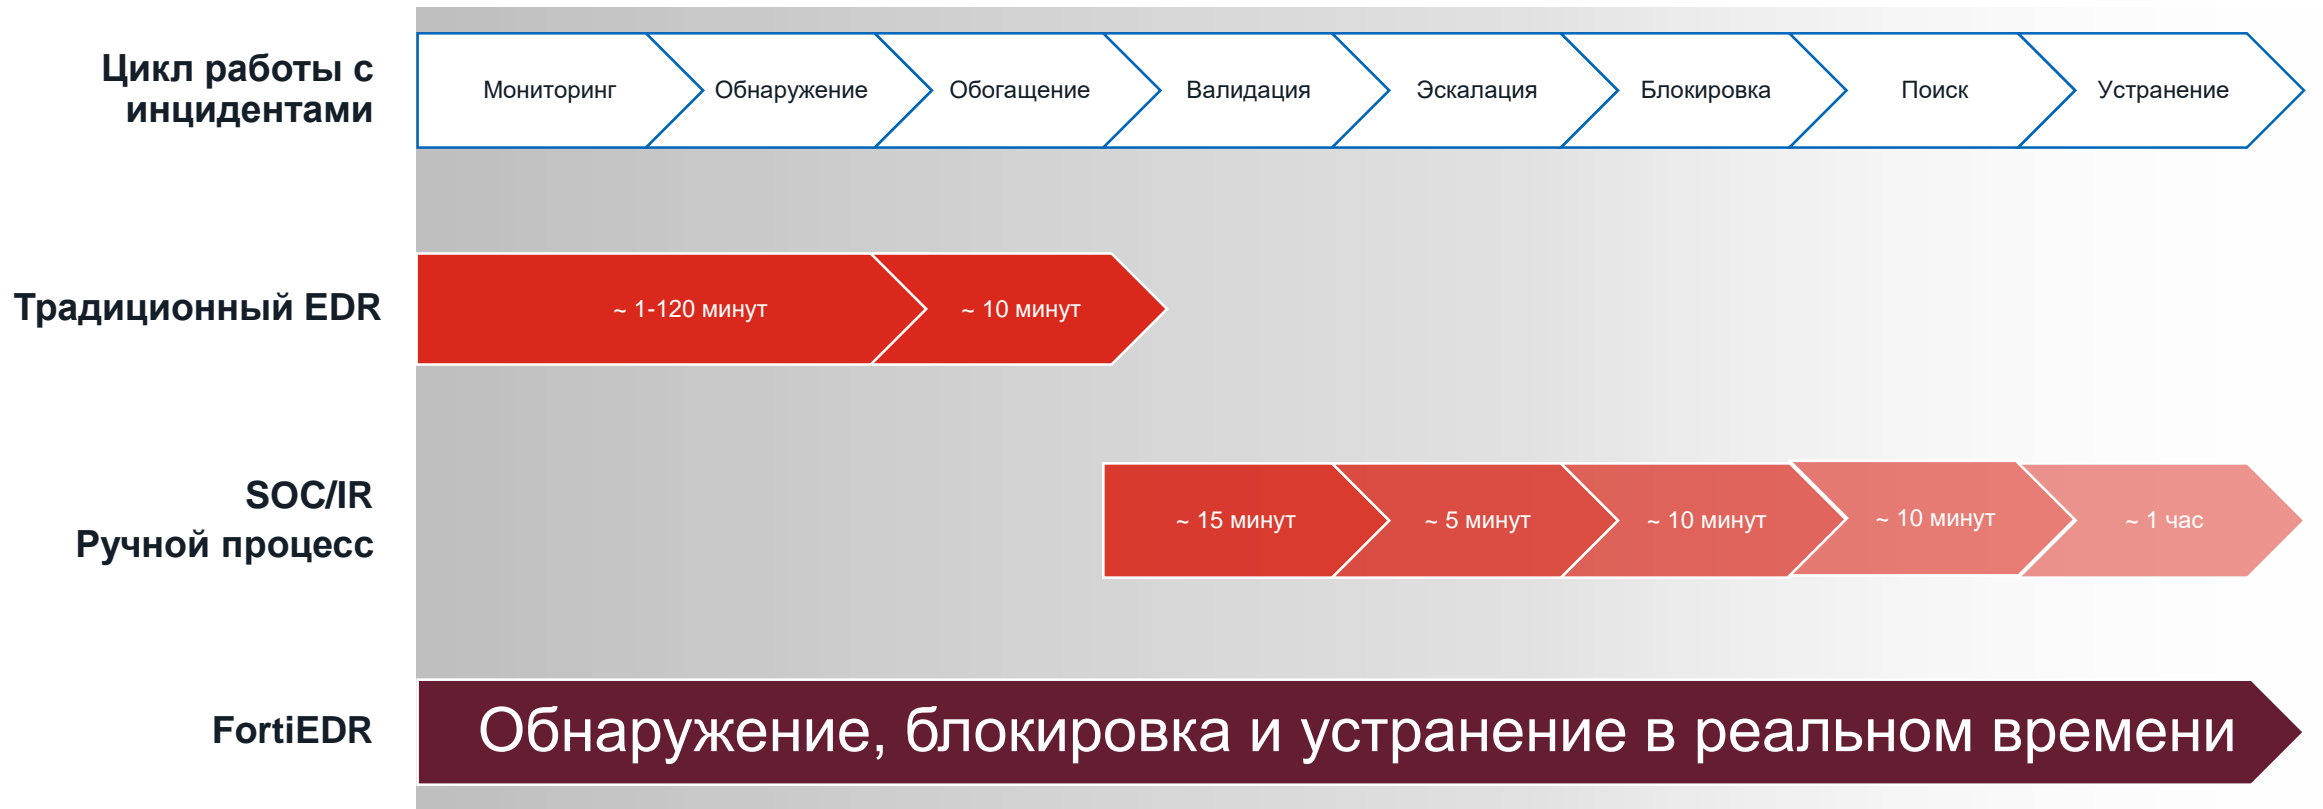 Цикл работы с
инцидентами
Мониторинг
Обнаружение
Обогащение
Валидация
Эскалация
Блокировка
Поиск
Устранение
Традиционный EDR
~ 1-120 минут
~ 10 минут
SOC/IR
Ручной процесс
~ 15 минут
~ 5 минут
~ 10 минут
~ 10 минут
~ 1 час
FortiEDR
Обнаружение, блокировка и устранение в реальном времени